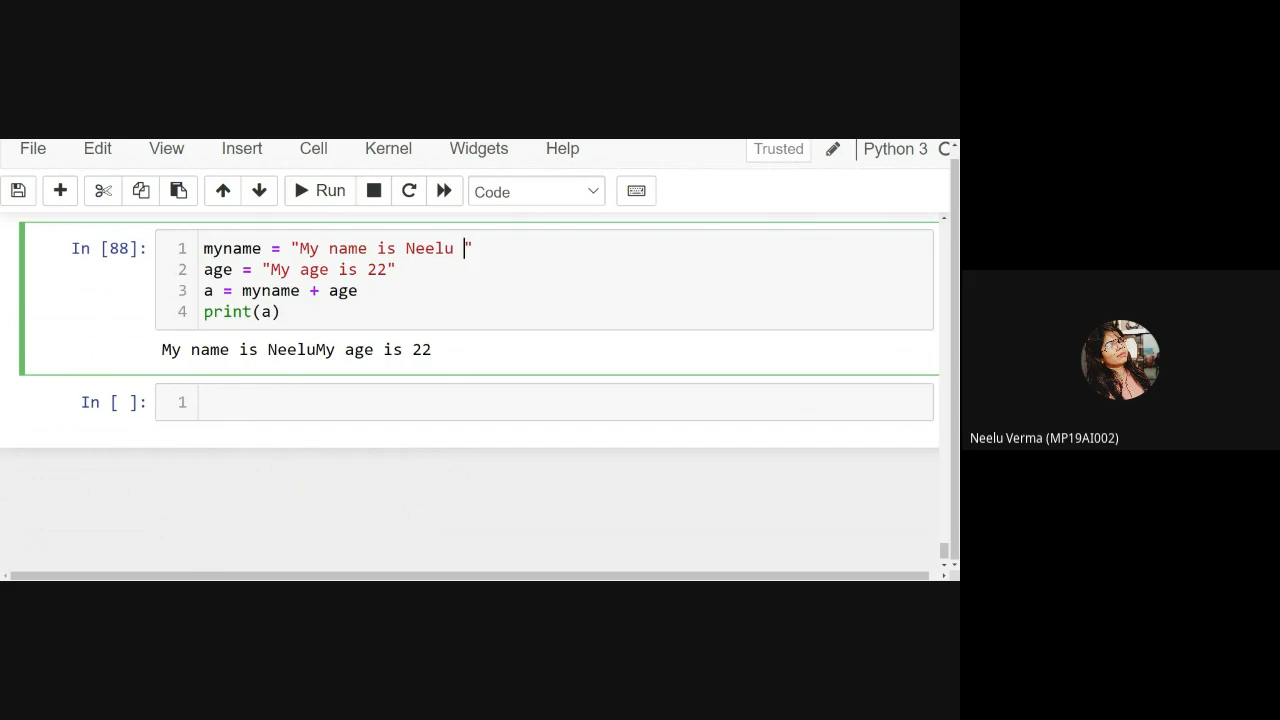 File Edit View Insert Cell Kernel Widgets Help Trusted Python 3
Run Code
In [88]: 1 myname = "My name is Neelu "
2 age = "My age is 22"
3 a = myname + age
4 print(a)
My name is NeeluMy age is 22
In [ ]: 1
Neelu Verma (MP19AI002)